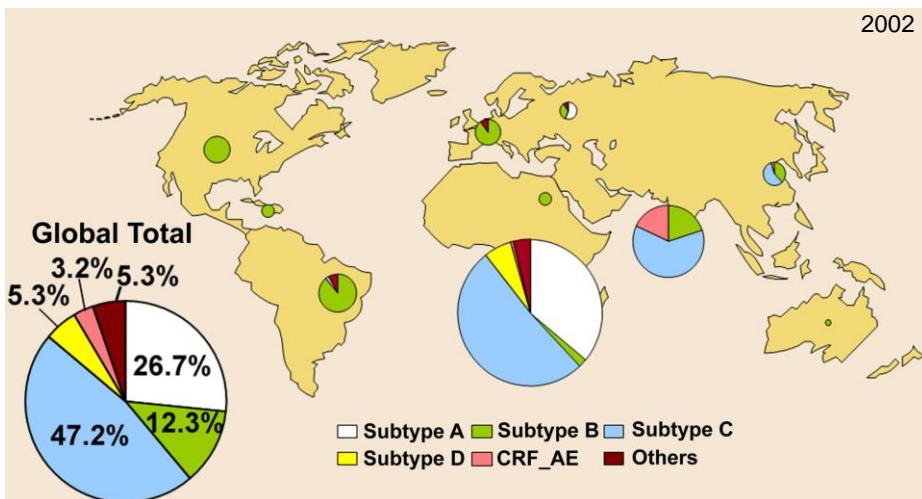 2002
Global Total
3.2%
5.3%
5.3%
26.7%
12.3%
47.2%
Subtype A Subtype B Subtype C
Subtype D CRF_AE Others